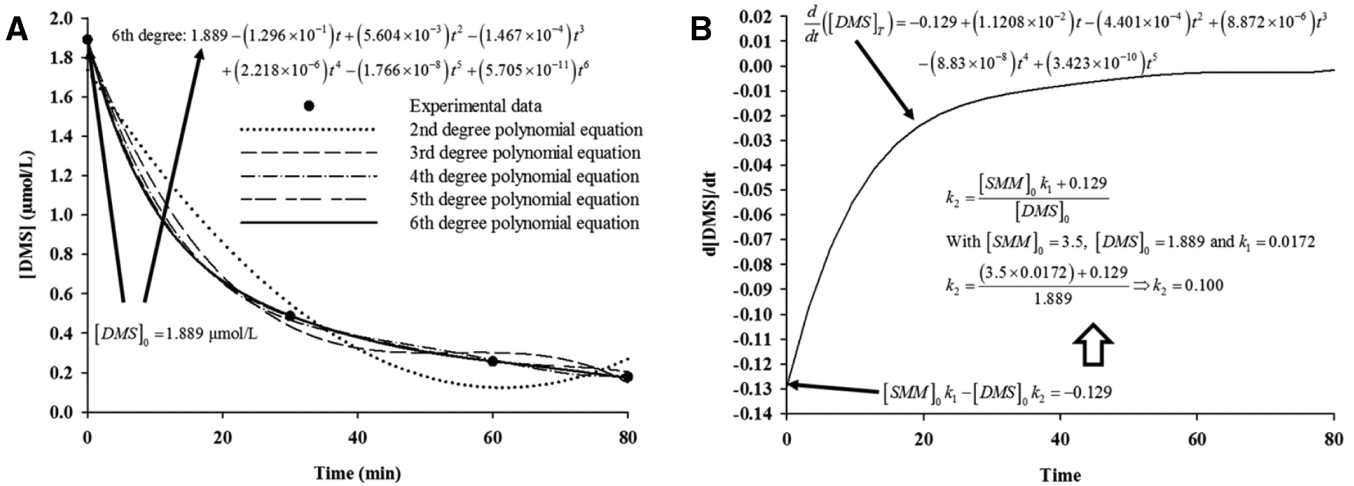 A
6th degree: 1.889 −(1.296×10⁻¹)t +(5.604×10⁻³)t² −(1.467×10⁻⁴)t³
+(2.218×10⁻⁶)t⁴ −(1.766×10⁻⁸)t⁵ +(5.705×10⁻¹¹)t⁶
Experimental data
2nd degree polynomial equation
3rd degree polynomial equation
4th degree polynomial equation
5th degree polynomial equation
6th degree polynomial equation
[DMS]₀ = 1.889 µmol/L
[DMS] (µmol/L)
2.0
1.8
1.6
1.4
1.2
1.0
0.8
0.6
0.4
0.2
0.0
0 20 40 60 80
Time (min)
B
d/dt ([DMS]_T) = −0.129 +(1.1208×10⁻²)t −(4.401×10⁻⁴)t² +(8.872×10⁻⁶)t³
−(8.83×10⁻⁸)t⁴ +(3.423×10⁻¹⁰)t⁵
k₂ = ([SMM]₀ k₁ + 0.129) / [DMS]₀
With [SMM]₀ = 3.5, [DMS]₀ = 1.889 and k₁ = 0.0172
k₂ = ((3.5×0.0172) + 0.129) / 1.889 ⇒ k₂ = 0.100
[SMM]₀ k₁ − [DMS]₀ k₂ = −0.129
d[DMS]/dt
0.02
0.01
0.00
-0.01
-0.02
-0.03
-0.04
-0.05
-0.06
-0.07
-0.08
-0.09
-0.10
-0.11
-0.12
-0.13
-0.14
0 20 40 60 80
Time